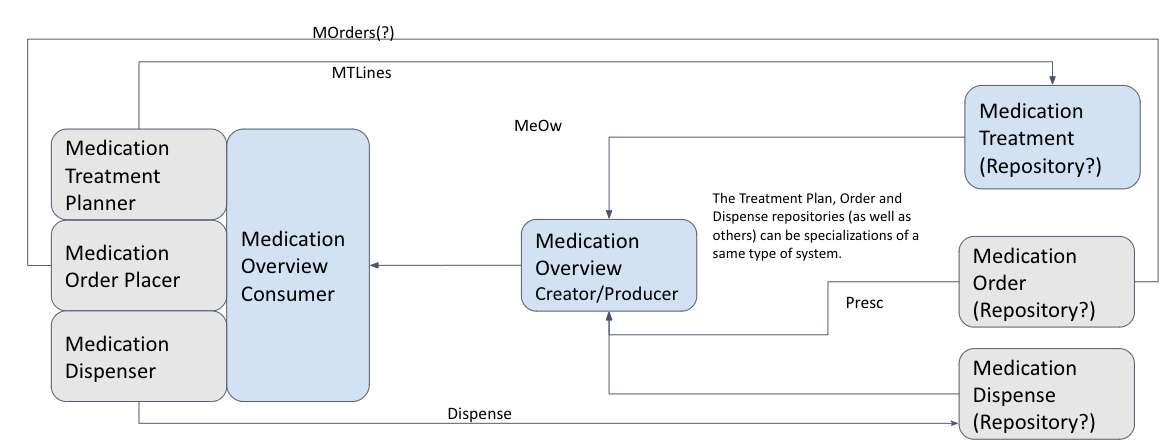 MOrders(?)
MTLines
MeOw
Medication
Treatment
(Repository?)
Medication
Treatment
Planner
Medication
Order Placer
Medication
Dispenser
Medication
Overview
Consumer
Medication
Overview
Creator/Producer
The Treatment Plan, Order and
Dispense repositories (as well as
others) can be specializations of a
same type of system.
Medication
Order
(Repository?)
Presc
Medication
Dispense
(Repository?)
Dispense